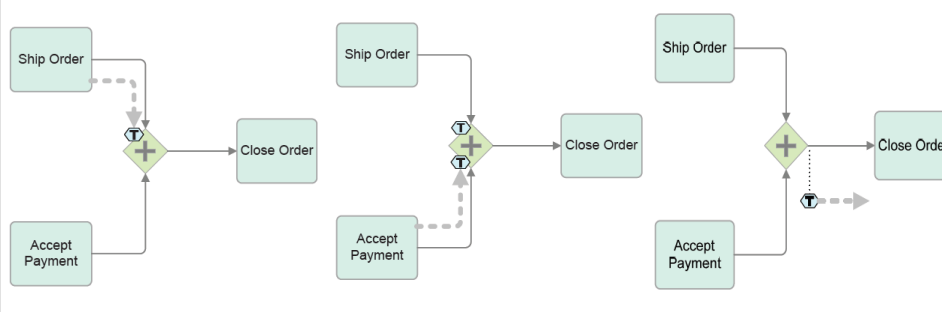 Ship Order
T
Close Order
Accept
Payment
Ship Order
T
T
Close Order
Accept
Payment
Ship Order
Close Orde
T
Accept
Payment